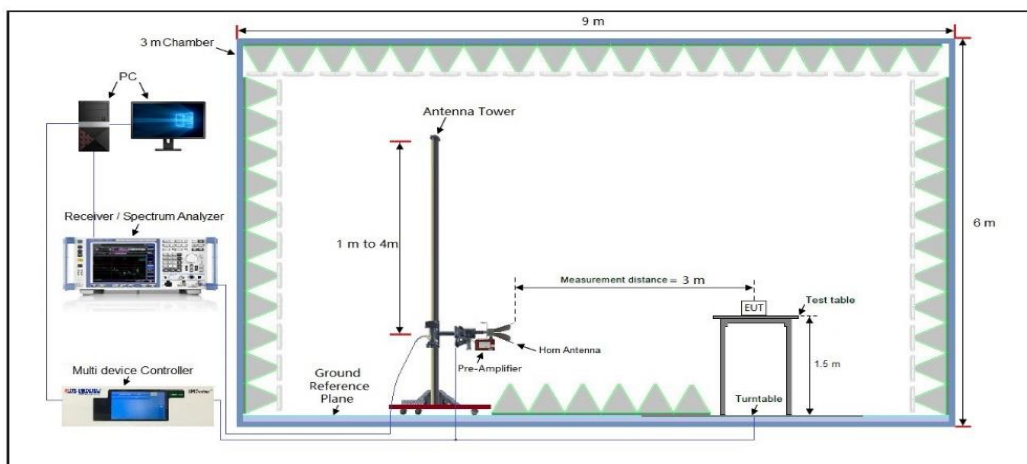 9 m
3 m Chamber
PC
Antenna Tower
Receiver / Spectrum Analyzer
1 m to 4m
6 m
Measurement distance = 3 m
EUT
Test table
Horn Antenna
Pre-Amplifier
1.5 m
Multi device Controller
Ground
Reference
Plane
Turntable